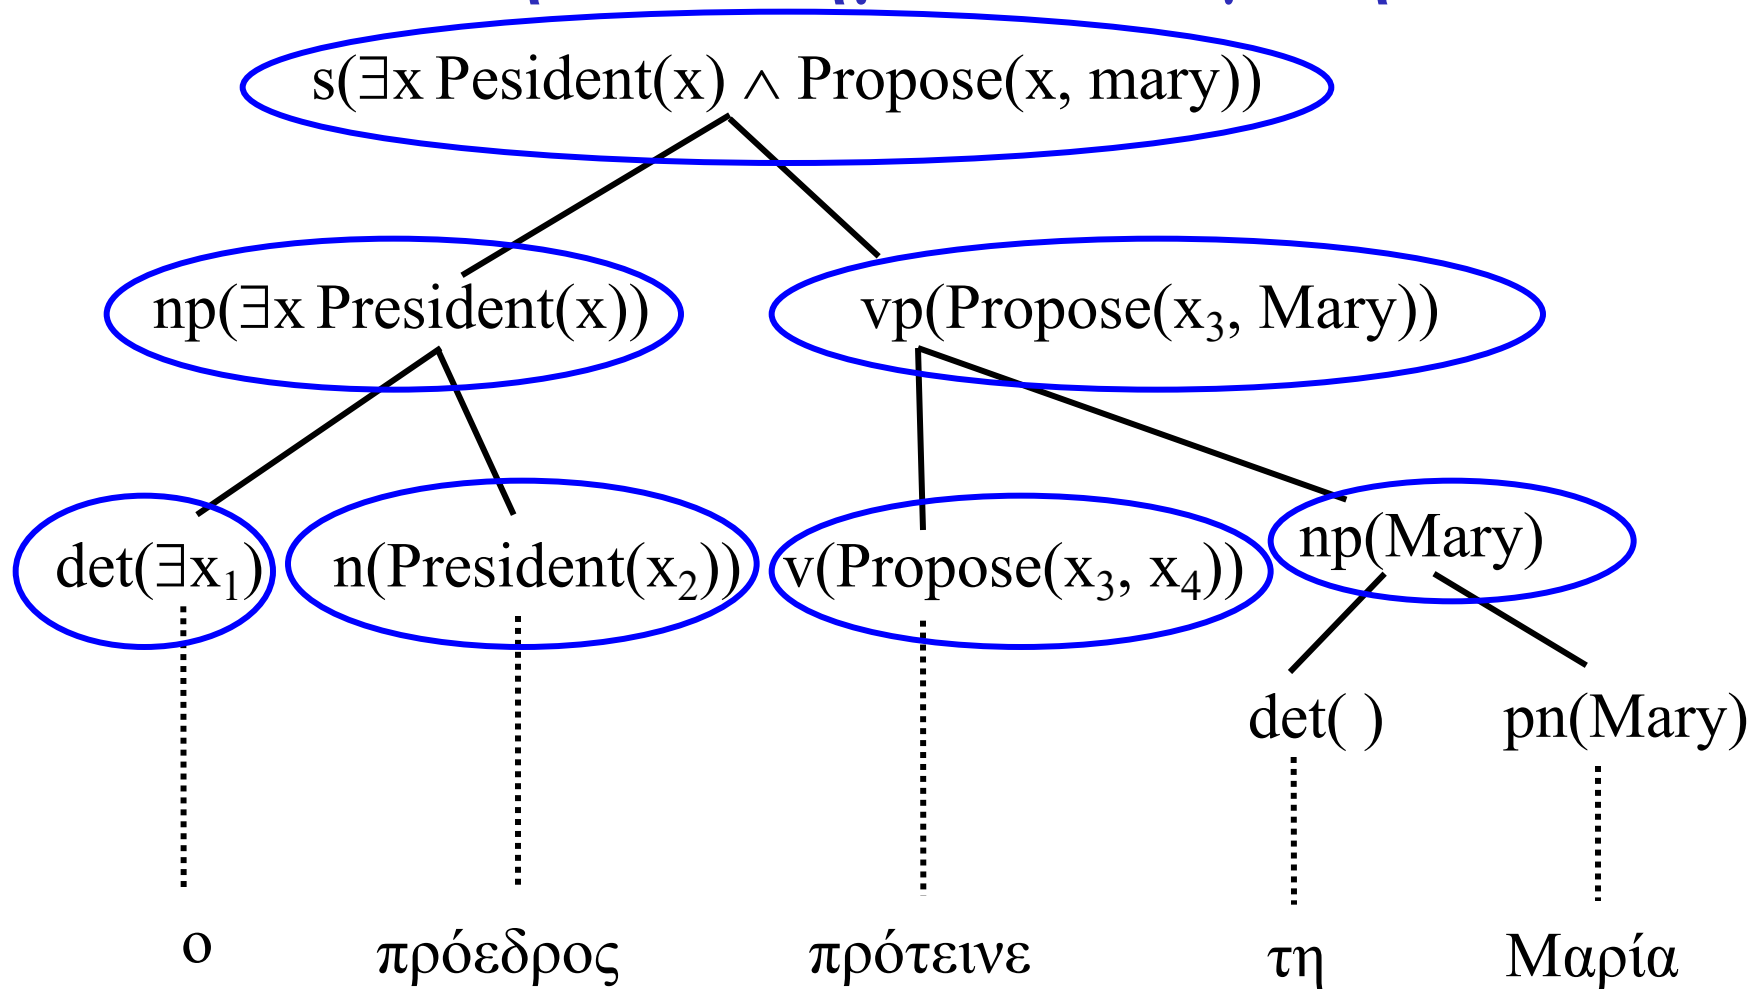 s(∃x Pesident(x) ∧ Propose(x, mary))
np(∃x President(x)) vp(Propose(x₃, Mary))
det(∃x₁) n(President(x₂)) v(Propose(x₃, x₄)) np(Mary)
det( ) pn(Mary)
ο πρόεδρος πρότεινε τη Μαρία